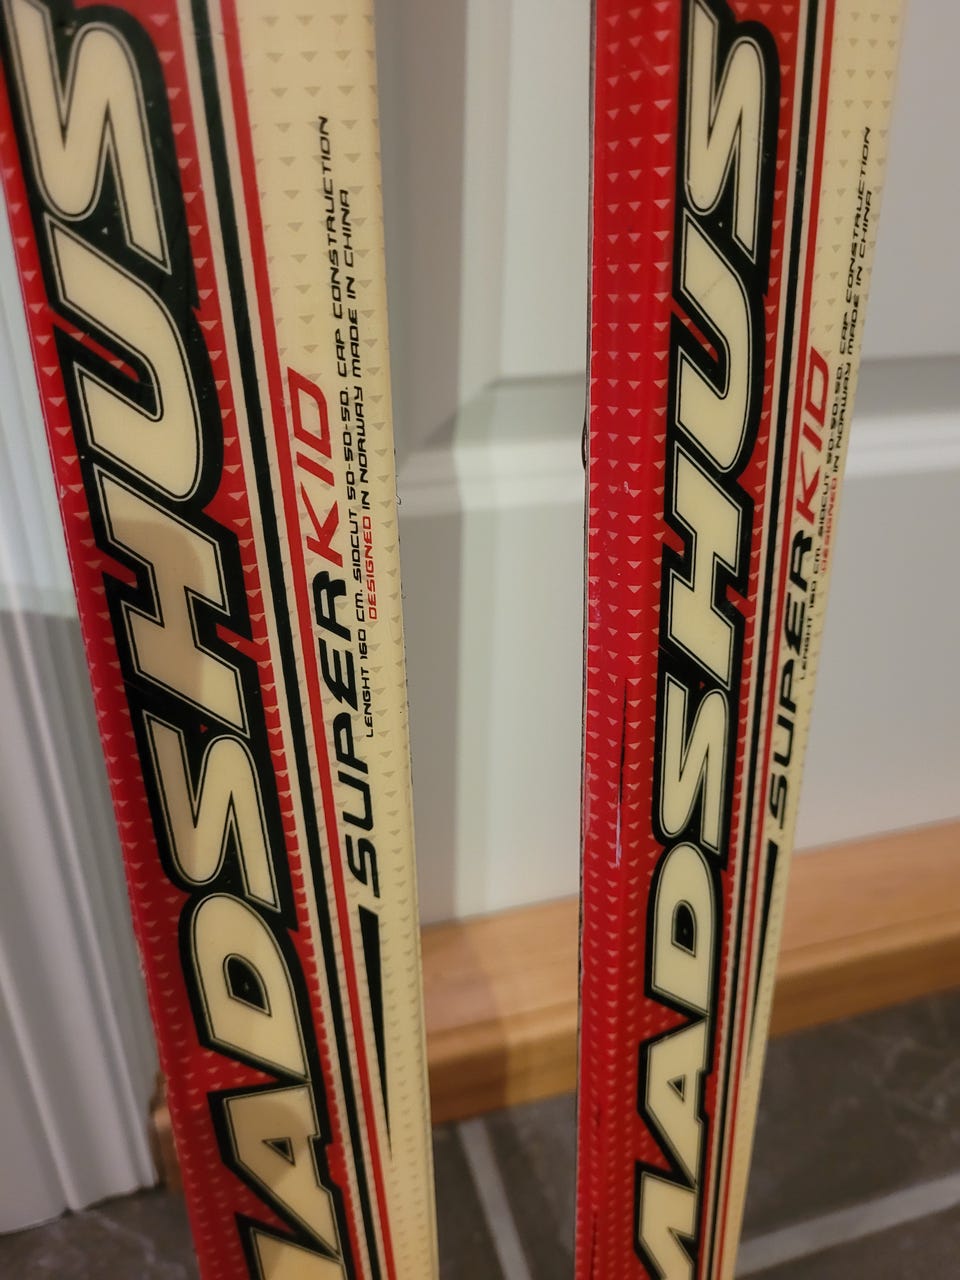 MADSHUS
SUPERKID
LENGHT 160 CM. SIDCUT 50-50-50. CAP CONSTRUCTION
DESIGNED IN NORWAY MADE IN CHINA
MADSHUS
SUPERKID
LENGHT 160 CM. SIDCUT 50-50-50. CAP CONSTRUCTION
DESIGNED IN NORWAY MADE IN CHINA